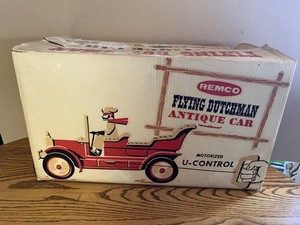 REMCO
FLYING DUTCHMAN
ANTIQUE CAR
MOTORIZED
U-CONTROL